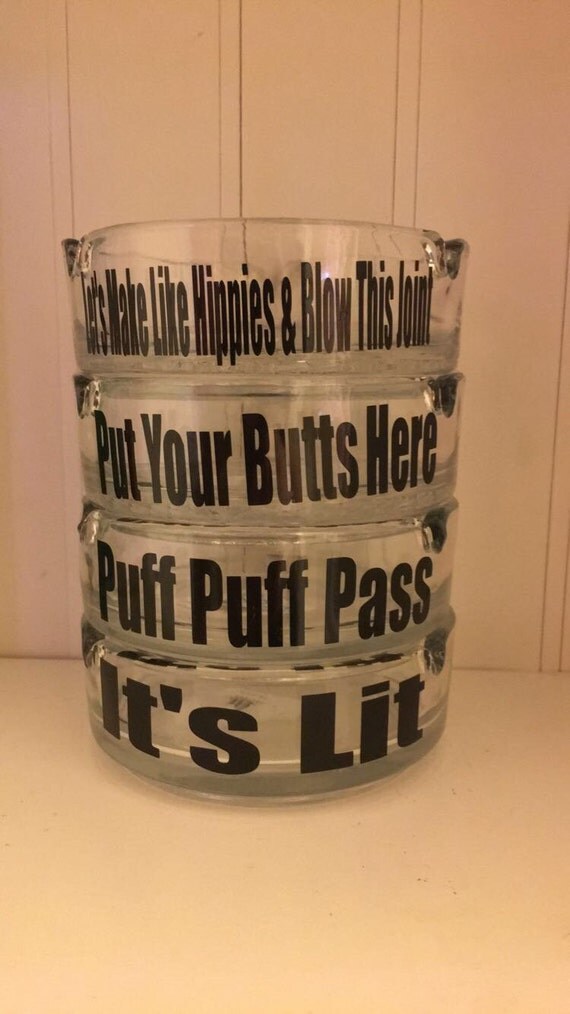 Let's Make Like Hippies & Blow This Joint
Put Your Butts Here
Puff Puff Pass
It's Lit